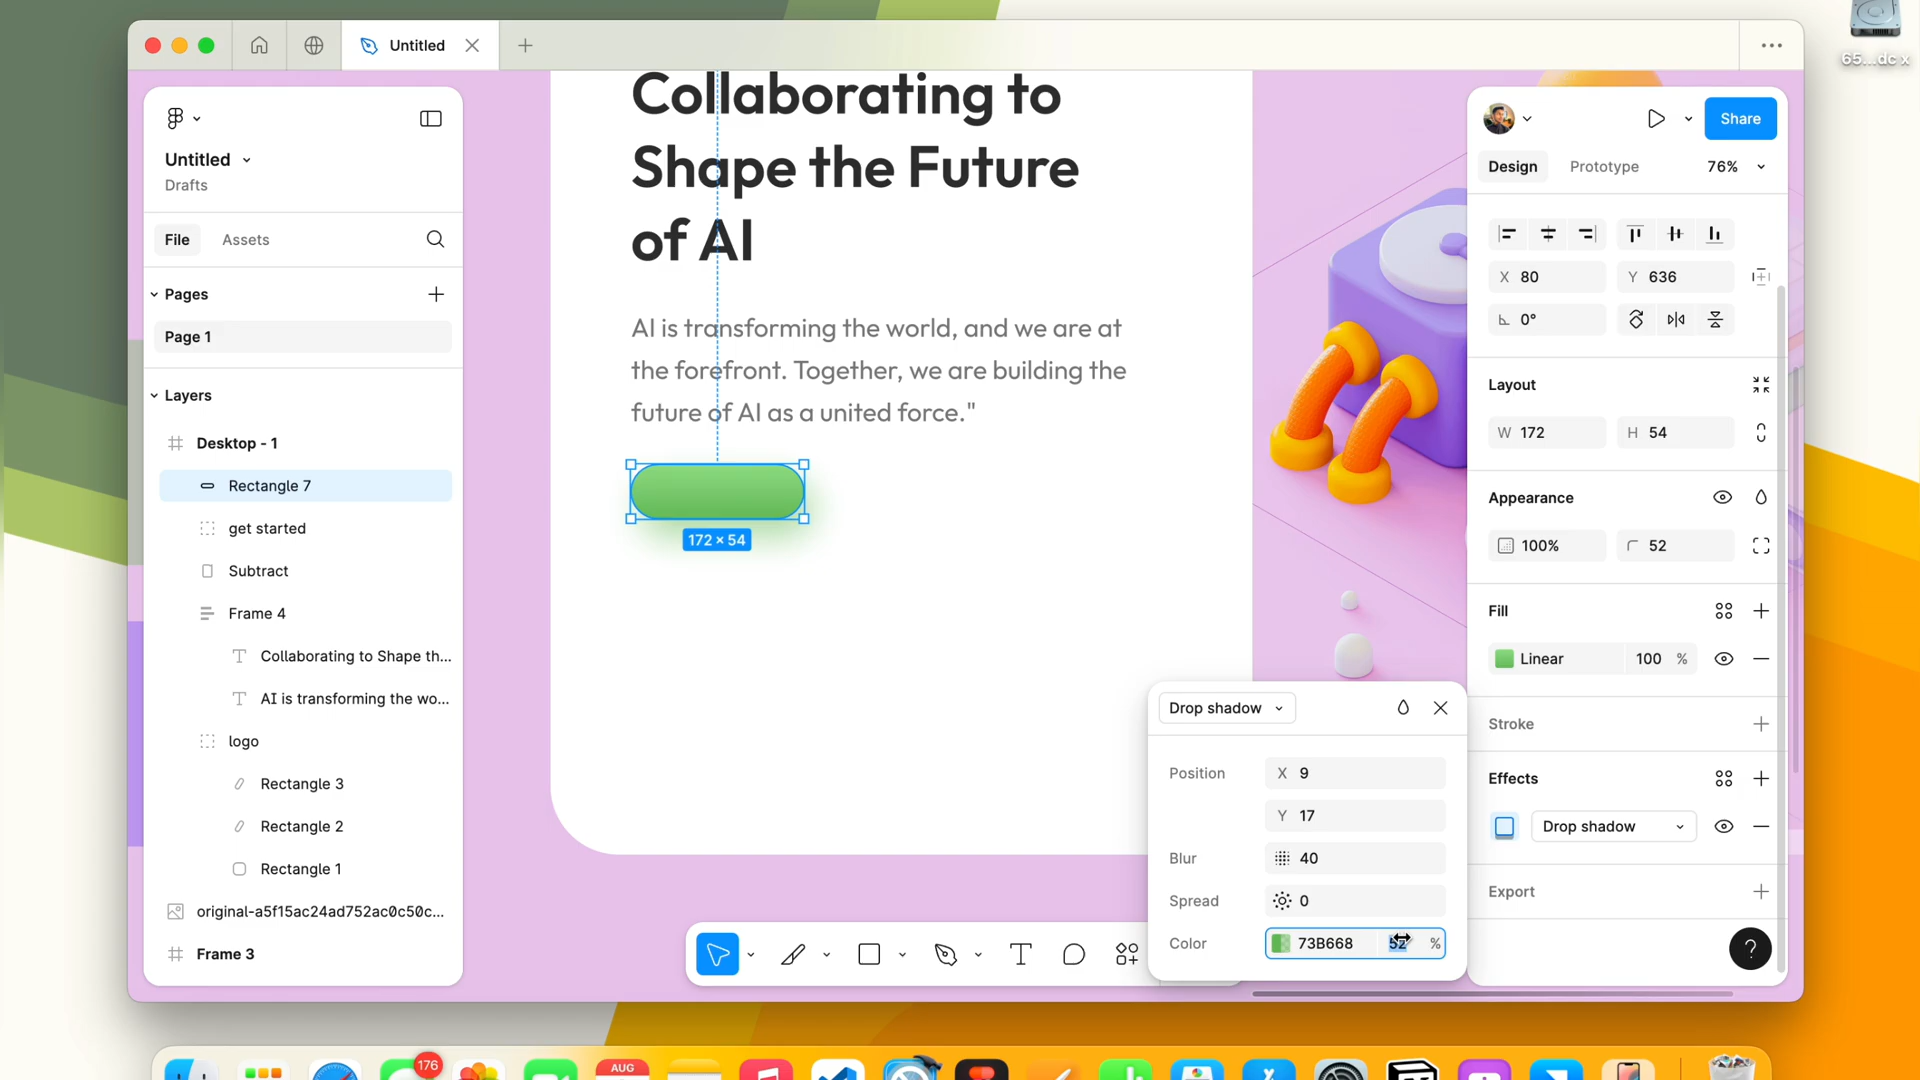 65...dc x
Untitled
Untitled
Drafts
File
Assets
Pages
Page 1
Layers
Desktop - 1
Rectangle 7
get started
Subtract
Frame 4
Collaborating to Shape th...
AI is transforming the wo...
logo
Rectangle 3
Rectangle 2
Rectangle 1
original-a5f15ac24ad752ac0c50c...
Frame 3
Collaborating to
Shape the Future
of AI
AI is transforming the world, and we are at
the forefront. Together, we are building the
future of AI as a united force."
172 × 54
Share
Design
Prototype
76%
X 80
Y 636
0°
Layout
W 172
H 54
Appearance
100%
52
Fill
Linear
100 %
Stroke
Effects
Drop shadow
Export
Drop shadow
Position
X 9
Y 17
Blur
40
Spread
0
Color
73B668
52 %
?
176
AUG